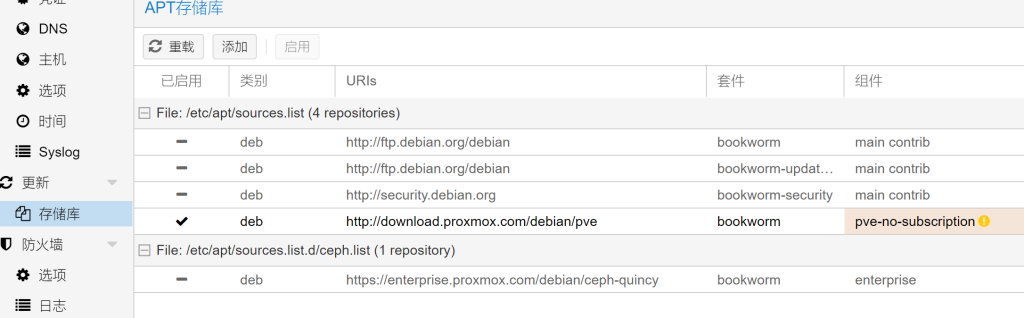 APT存储库
DNS
主机
选项
时间
Syslog
更新
存储库
防火墙
选项
日志
重载 添加 启用
已启用 类别 URIs 套件 组件
File: /etc/apt/sources.list (4 repositories)
deb http://ftp.debian.org/debian bookworm main contrib
deb http://ftp.debian.org/debian bookworm-updat… main contrib
deb http://security.debian.org bookworm-security main contrib
deb http://download.proxmox.com/debian/pve bookworm pve-no-subscription
File: /etc/apt/sources.list.d/ceph.list (1 repository)
deb https://enterprise.proxmox.com/debian/ceph-quincy bookworm enterprise